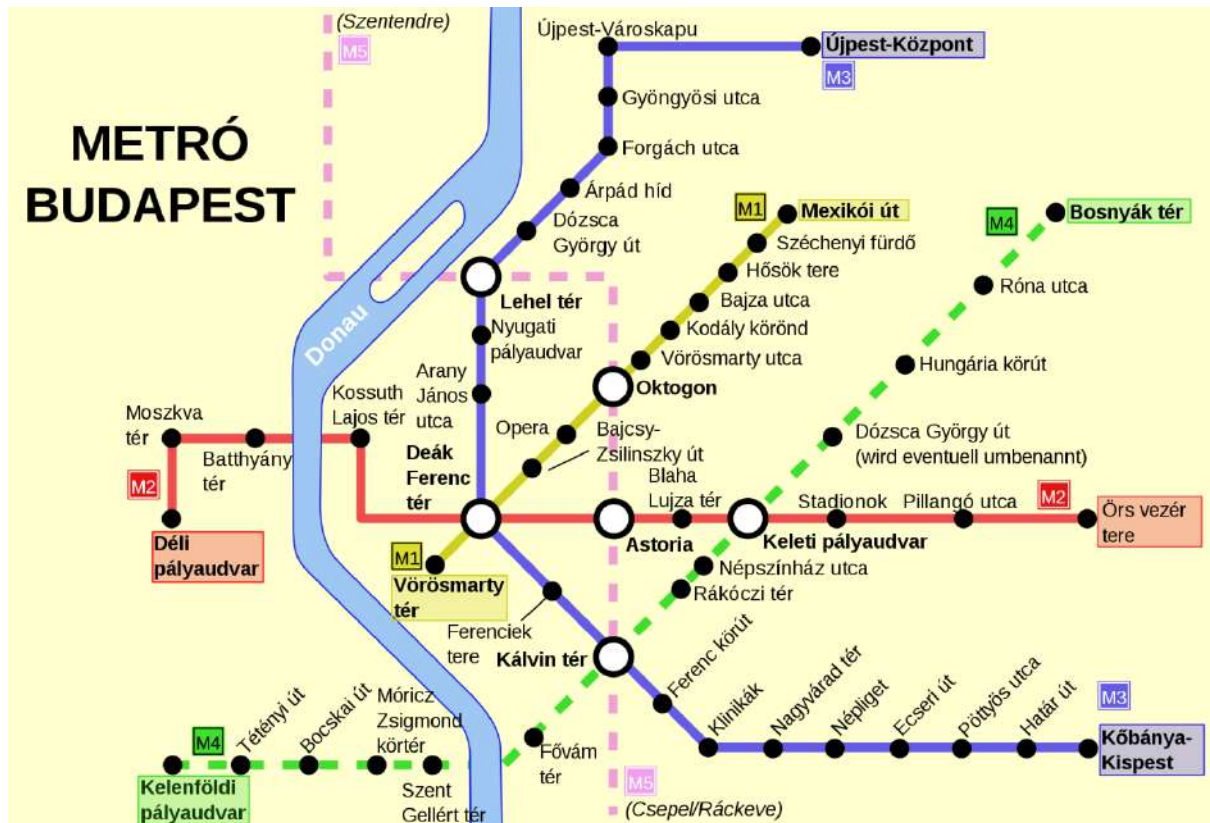 (Szentendre)
M5
Újpest-Városkapu
Újpest-Központ
M3
Gyöngyösi utca
Forgách utca
METRÓ
BUDAPEST
Árpád híd
Dózsca
György út
M1
Mexikói út
Széchenyi fürdő
Hősök tere
Bajza utca
Kodály körönd
Vörösmarty utca
M4
Bosnyák tér
Róna utca
Hungária körút
Lehel tér
Nyugati
pályaudvar
Donau
Arany
János
utca
Oktogon
Opera
Bajcsy-
Zsilinszky út
Dózsca György út
(wird eventuell umbenannt)
Moszkva
tér
Batthyány
tér
Kossuth
Lajos tér
Deák
Ferenc
tér
Blaha
Lujza tér
M2
Déli
pályaudvar
Astoria
Keleti pályaudvar
Stadionok
Pillangó utca
M2
Örs vezér
tere
M1
Vörösmarty
tér
Népszínház utca
Rákóczi tér
Ferenciek
tere
Kálvin tér
Ferenc körút
Klinikák
Nagyvárad tér
Népliget
Ecseri út
Pöttyös utca
Határ út
M3
Kőbánya-
Kispest
M4
Kelenföldi
pályaudvar
Tétényi út
Bocskai út
Móricz
Zsigmond
körtér
Szent
Gellért tér
Fővám
tér
M5
(Csepel/Ráckeve)